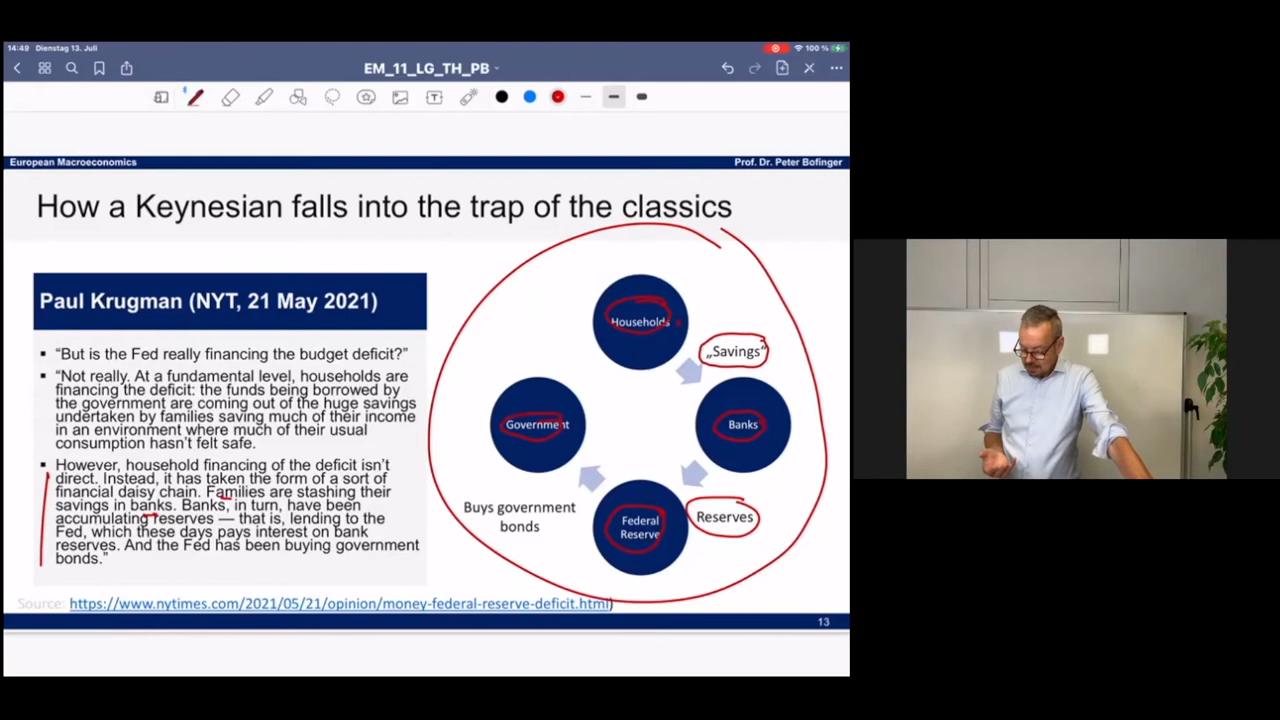 14:49 Dienstag 13. Juli
100 %
EM_11_LG_TH_PB
T
European Macroeconomics
Prof. Dr. Peter Bofinger
How a Keynesian falls into the trap of the classics
Paul Krugman (NYT, 21 May 2021)
“But is the Fed really financing the budget deficit?”
“Not really. At a fundamental level, households are
financing the deficit: the funds being borrowed by
the government are coming out of the huge savings
undertaken by families saving much of their income
in an environment where much of their usual
consumption hasn’t felt safe.
However, household financing of the deficit isn’t
direct. Instead, it has taken the form of a sort of
financial daisy chain. Families are stashing their
savings in banks. Banks, in turn, have been
accumulating reserves — that is, lending to the
Fed, which these days pays interest on bank
reserves. And the Fed has been buying government
bonds.”
Households
„Savings“
Government
Banks
Buys government
bonds
Federal
Reserve
Reserves
Source: https://www.nytimes.com/2021/05/21/opinion/money-federal-reserve-deficit.html)
13